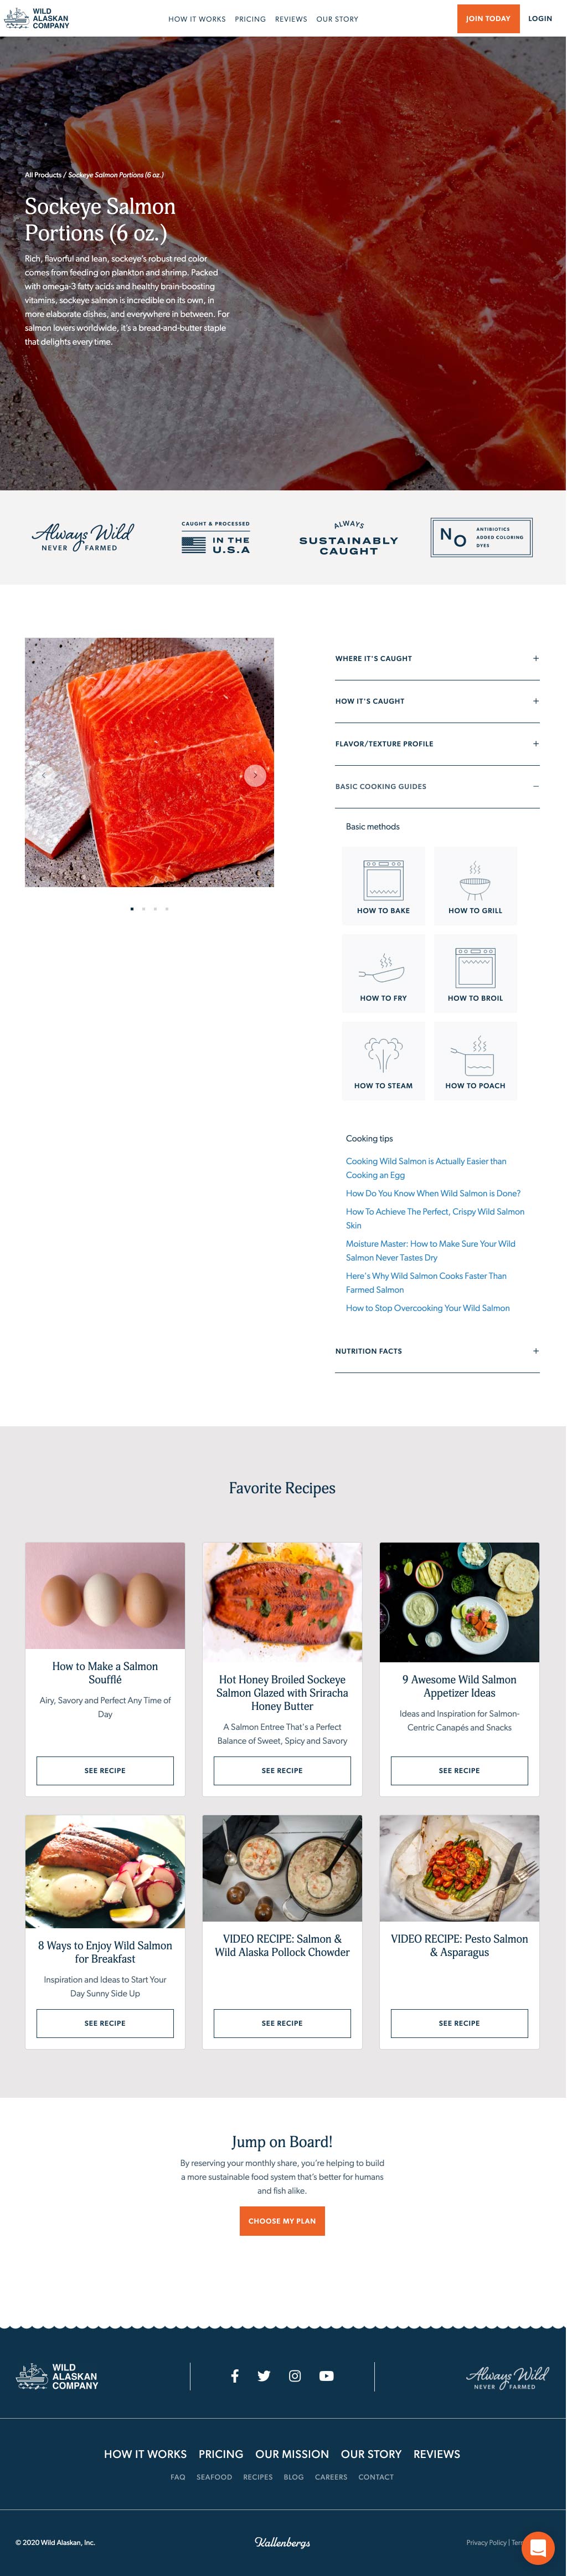 WILD
ALASKAN
COMPANY
HOW IT WORKS PRICING REVIEWS OUR STORY
JOIN TODAY LOGIN
All Products / Sockeye Salmon Portions (6 oz.)
Sockeye Salmon
Portions (6 oz.)
Rich, flavorful and lean, sockeye's robust red color
comes from feeding on plankton and shrimp. Packed
with omega-3 fatty acids and healthy brain-boosting
vitamins, sockeye salmon is incredible on its own, in
more elaborate dishes, and everywhere in between. For
salmon lovers worldwide, it's a bread-and-butter staple
that delights every time.
Always Wild
NEVER FARMED
CAUGHT & PROCESSED
IN THE
U.S.A
ALWAYS
SUSTAINABLY
CAUGHT
NO
ANTIBIOTICS
ADDED COLORING
DYES
WHERE IT'S CAUGHT +
HOW IT'S CAUGHT +
FLAVOR/TEXTURE PROFILE +
BASIC COOKING GUIDES −
Basic methods
HOW TO BAKE HOW TO GRILL
HOW TO FRY HOW TO BROIL
HOW TO STEAM HOW TO POACH
Cooking tips
Cooking Wild Salmon is Actually Easier than
Cooking an Egg
How Do You Know When Wild Salmon is Done?
How To Achieve The Perfect, Crispy Wild Salmon
Skin
Moisture Master: How to Make Sure Your Wild
Salmon Never Tastes Dry
Here's Why Wild Salmon Cooks Faster Than
Farmed Salmon
How to Stop Overcooking Your Wild Salmon
NUTRITION FACTS +
Favorite Recipes
How to Make a Salmon
Soufflé
Airy, Savory and Perfect Any Time of
Day
SEE RECIPE
Hot Honey Broiled Sockeye
Salmon Glazed with Sriracha
Honey Butter
A Salmon Entree That's a Perfect
Balance of Sweet, Spicy and Savory
SEE RECIPE
9 Awesome Wild Salmon
Appetizer Ideas
Ideas and Inspiration for Salmon-
Centric Canapés and Snacks
SEE RECIPE
8 Ways to Enjoy Wild Salmon
for Breakfast
Inspiration and Ideas to Start Your
Day Sunny Side Up
SEE RECIPE
VIDEO RECIPE: Salmon &
Wild Alaska Pollock Chowder
SEE RECIPE
VIDEO RECIPE: Pesto Salmon
& Asparagus
SEE RECIPE
Jump on Board!
By reserving your monthly share, you're helping to build
a more sustainable food system that's better for humans
and fish alike.
CHOOSE MY PLAN
WILD
ALASKAN
COMPANY
Always Wild
NEVER FARMED
HOW IT WORKS PRICING OUR MISSION OUR STORY REVIEWS
FAQ SEAFOOD RECIPES BLOG CAREERS CONTACT
© 2020 Wild Alaskan, Inc.
Kallenbergs
Privacy Policy |